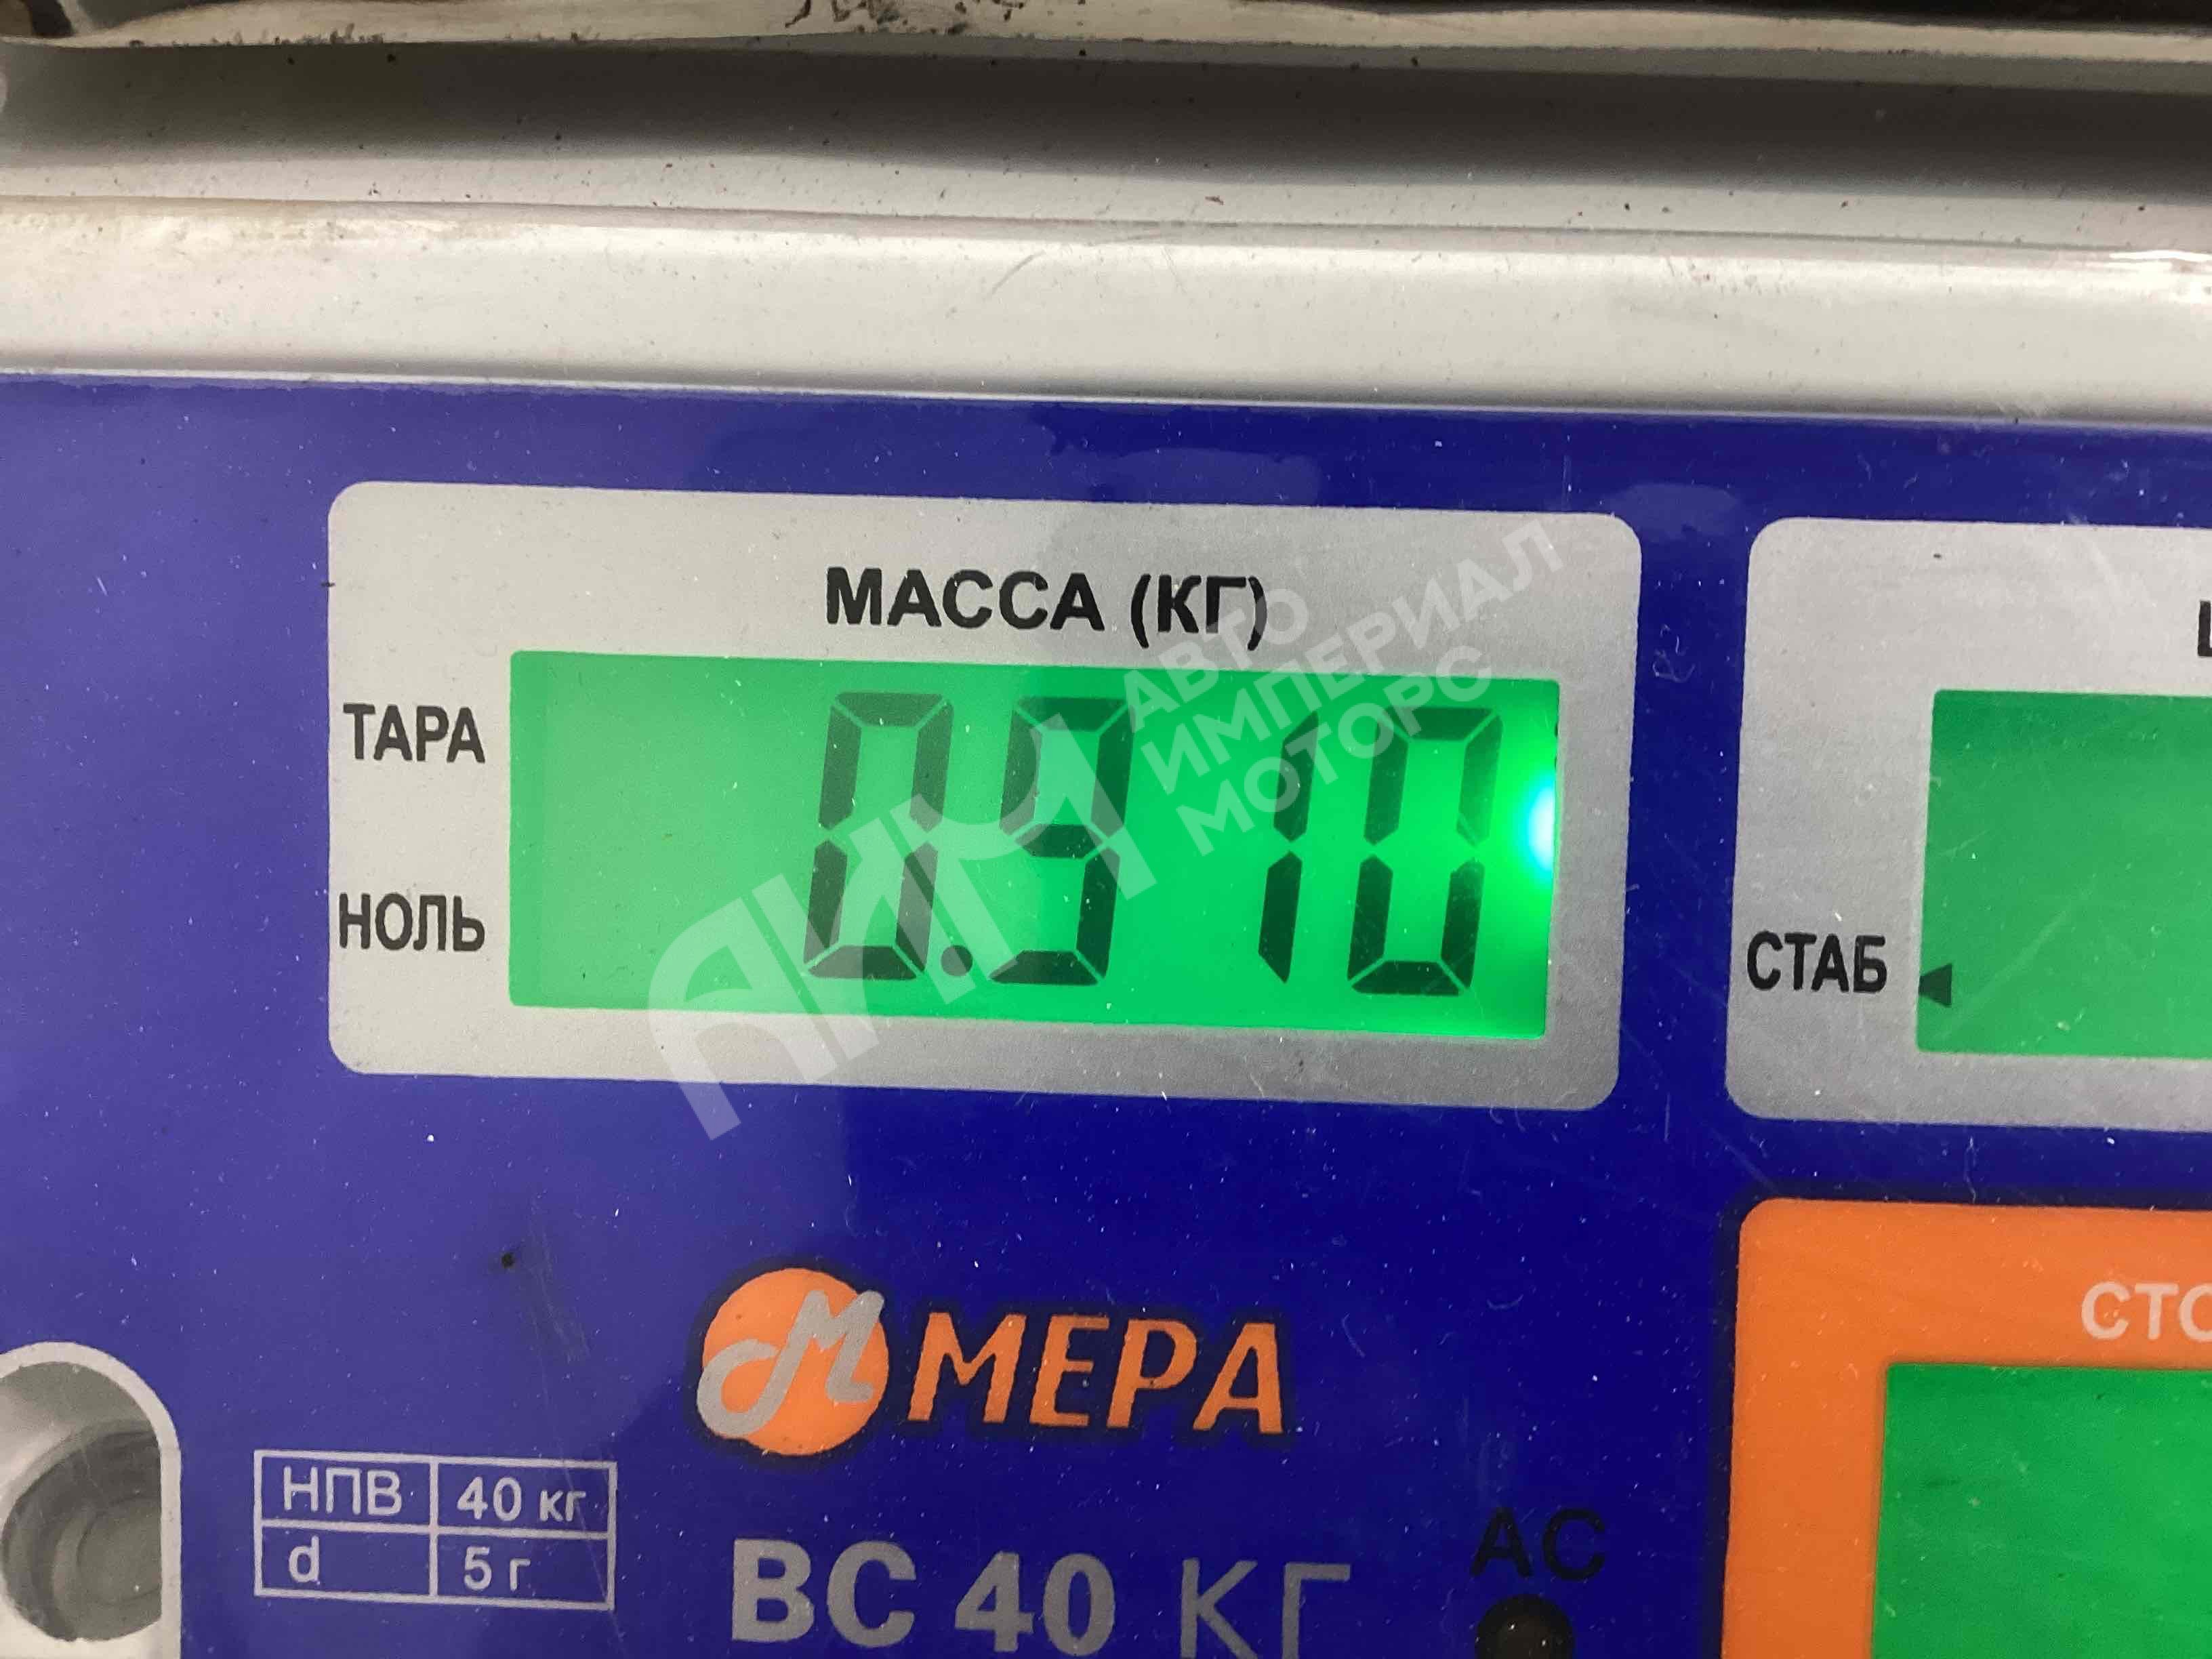 МАССА (КГ)
ТАРА
0.910
НОЛЬ
АИМ
АВТО
ИМПЕРИАЛ
МОТОРС
СТАБ
МЕРА
НПВ 40 кг
d 5 г
ВС 40 КГ
АС